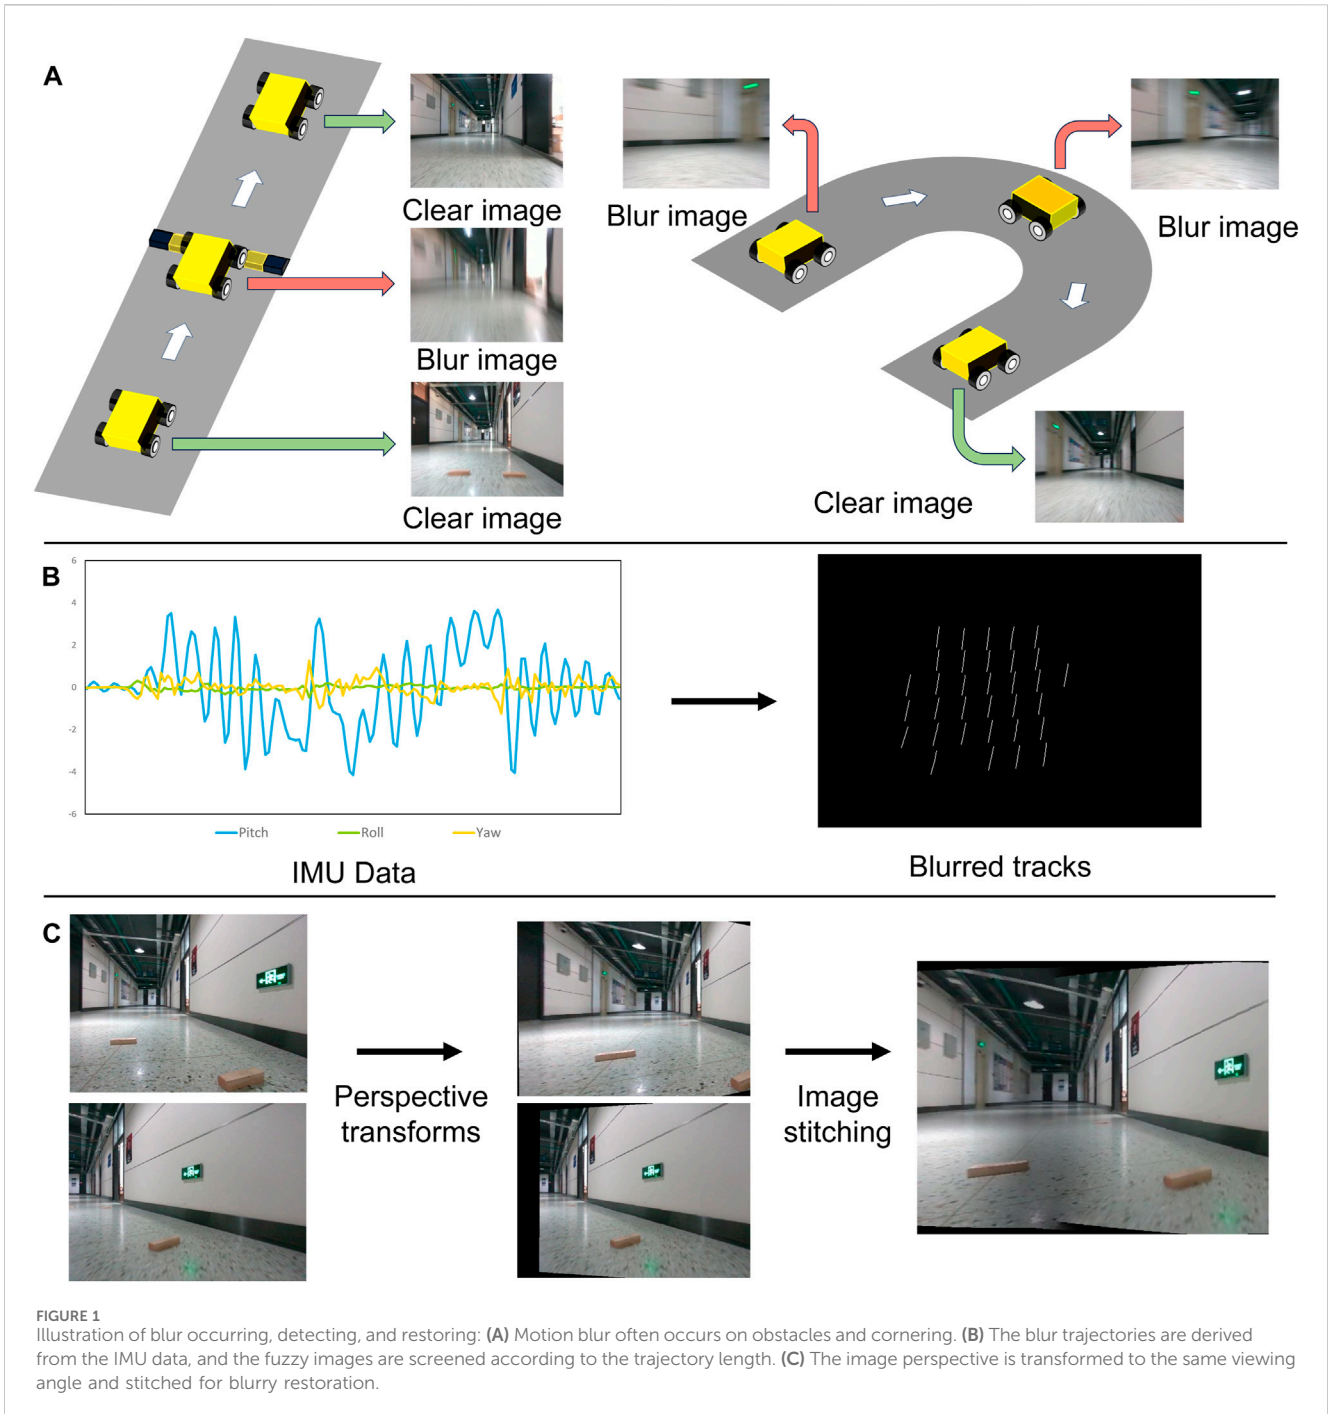 A
Clear image
Blur image
Clear image
Blur image
Blur image
Clear image
B
6
4
2
0
-2
-4
-6
Pitch Roll Yaw
IMU Data
Blurred tracks
C
Perspective
transforms
Image
stitching
FIGURE 1
Illustration of blur occurring, detecting, and restoring: (A) Motion blur often occurs on obstacles and cornering. (B) The blur trajectories are derived
from the IMU data, and the fuzzy images are screened according to the trajectory length. (C) The image perspective is transformed to the same viewing
angle and stitched for blurry restoration.